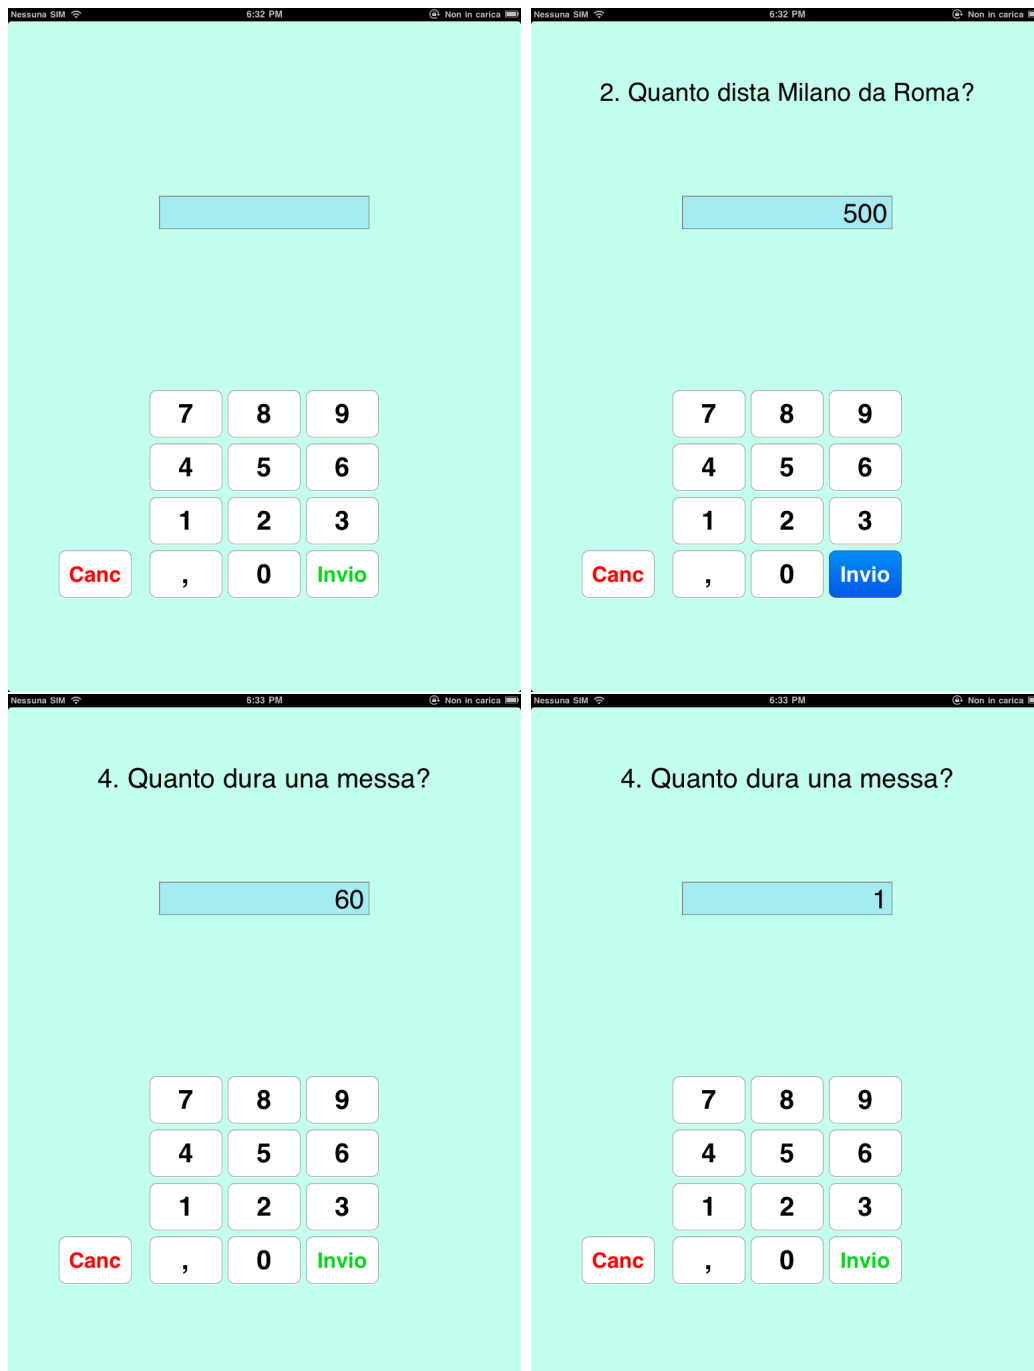 Nessuna SIM 6:32 PM Non in carica
7 8 9
4 5 6
1 2 3
Canc , 0 Invio
Nessuna SIM 6:32 PM Non in carica
2. Quanto dista Milano da Roma?
500
7 8 9
4 5 6
1 2 3
Canc , 0 Invio
Nessuna SIM 6:33 PM Non in carica
4. Quanto dura una messa?
60
7 8 9
4 5 6
1 2 3
Canc , 0 Invio
Nessuna SIM 6:33 PM Non in carica
4. Quanto dura una messa?
1
7 8 9
4 5 6
1 2 3
Canc , 0 Invio